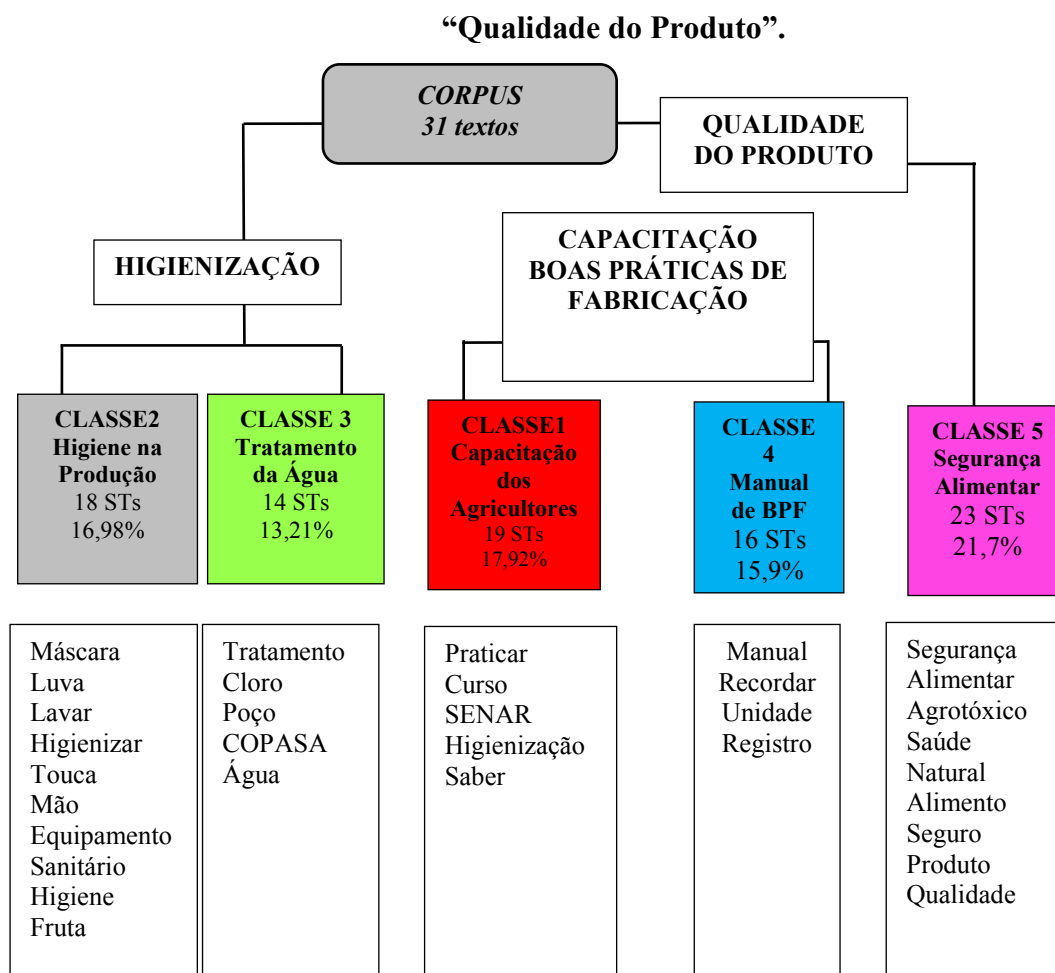 “Qualidade do Produto”.
CORPUS
31 textos
QUALIDADE
DO PRODUTO
HIGIENIZAÇÃO
CAPACITAÇÃO
BOAS PRÁTICAS DE
FABRICAÇÃO
CLASSE2
Higiene na
Produção
18 STs
16,98%
CLASSE 3
Tratamento
da Água
14 STs
13,21%
CLASSE1
Capacitação
dos
Agricultores
19 STs
17,92%
CLASSE
4
Manual
de BPF
16 STs
15,9%
CLASSE 5
Segurança
Alimentar
23 STs
21,7%
Máscara
Luva
Lavar
Higienizar
Touca
Mão
Equipamento
Sanitário
Higiene
Fruta
Tratamento
Cloro
Poço
COPASA
Água
Praticar
Curso
SENAR
Higienização
Saber
Manual
Recordar
Unidade
Registro
Segurança
Alimentar
Agrotóxico
Saúde
Natural
Alimento
Seguro
Produto
Qualidade